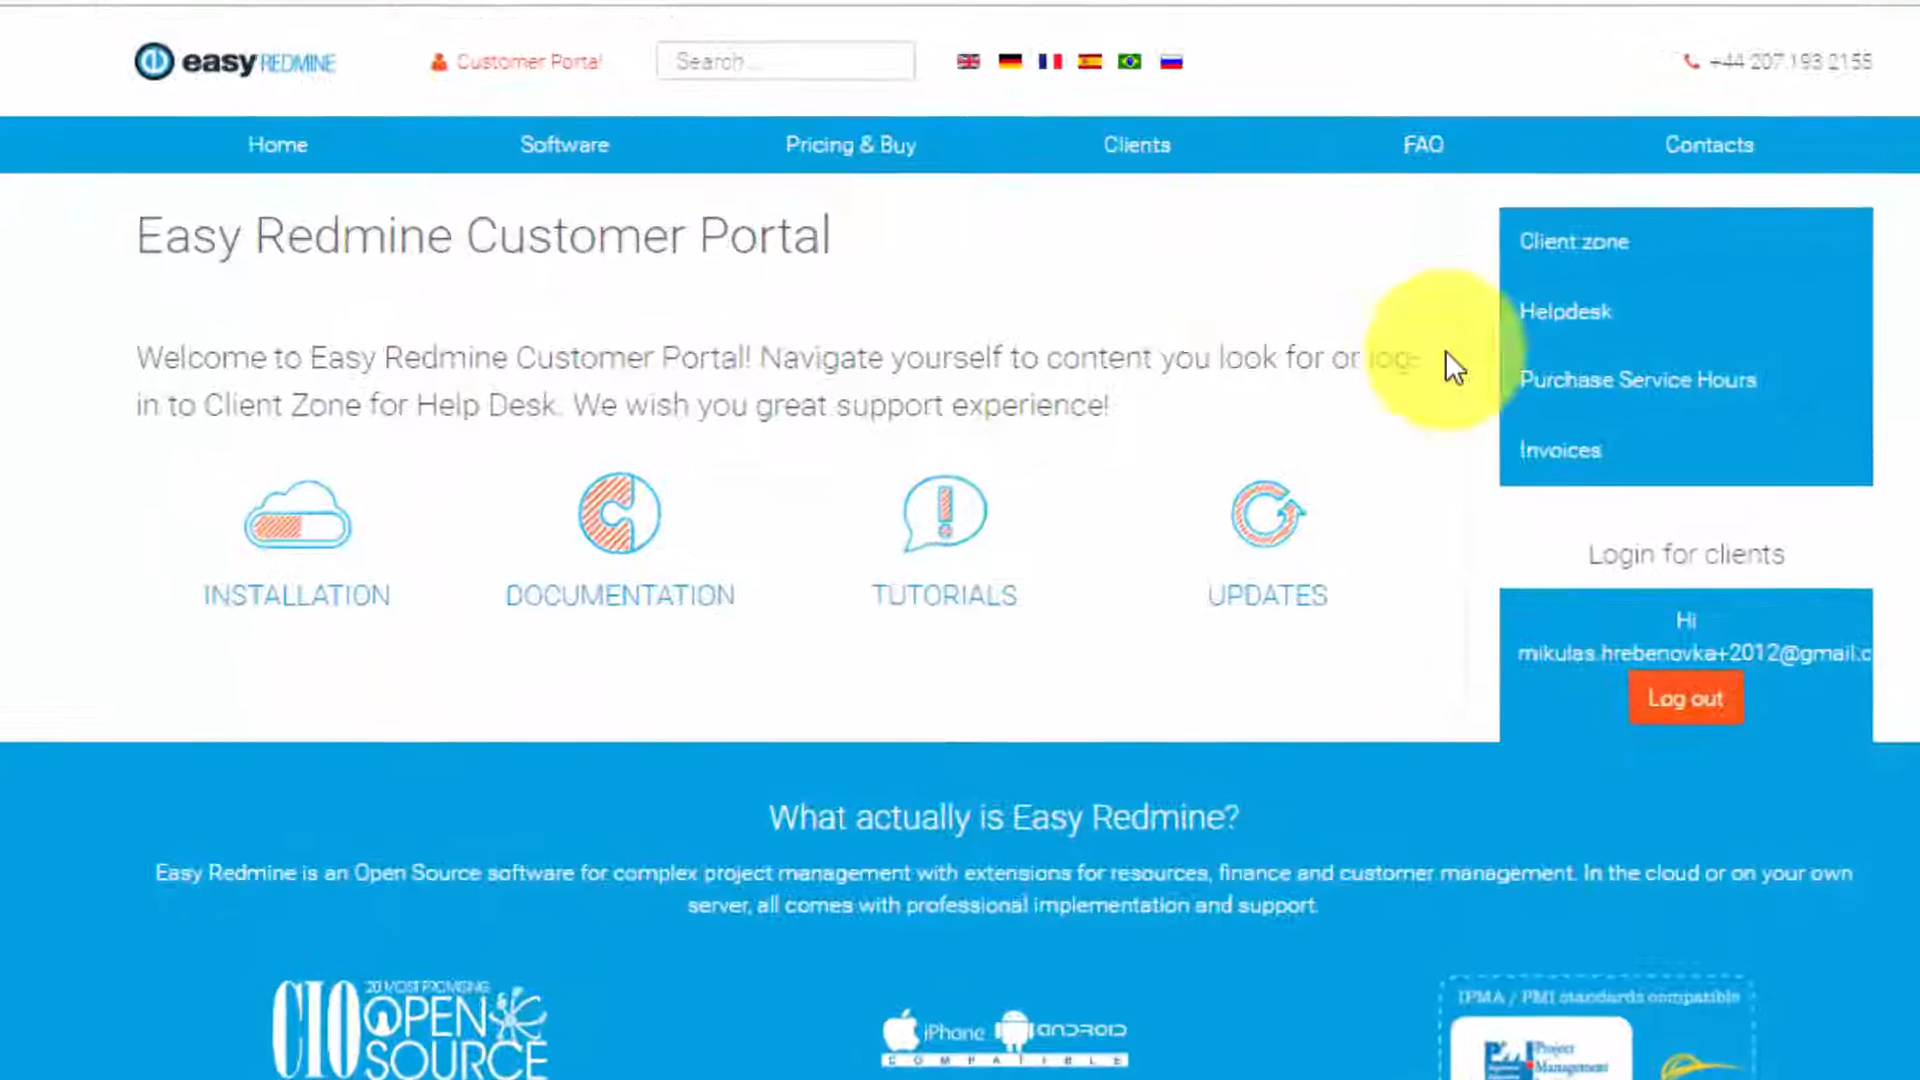 easy REDMINE
Customer Portal
Search ...
+44 207 193 2155
Home
Software
Pricing & Buy
Clients
FAQ
Contacts
Easy Redmine Customer Portal
Welcome to Easy Redmine Customer Portal! Navigate yourself to content you look for or log-
in to Client Zone for Help Desk. We wish you great support experience!
INSTALLATION
DOCUMENTATION
TUTORIALS
UPDATES
Client zone
Helpdesk
Purchase Service Hours
Invoices
Login for clients
Hi
mikulas.hrebenovka+2012@gmail.c
Log out
What actually is Easy Redmine?
Easy Redmine is an Open Source software for complex project management with extensions for resources, finance and customer management. In the cloud or on your own
server, all comes with professional implementation and support.
CIO
20 MOST PROMISING
OPEN
SOURCE
iPhone
ANDROID
COMPATIBLE
IPMA / PMI standards compatible
Project
Management